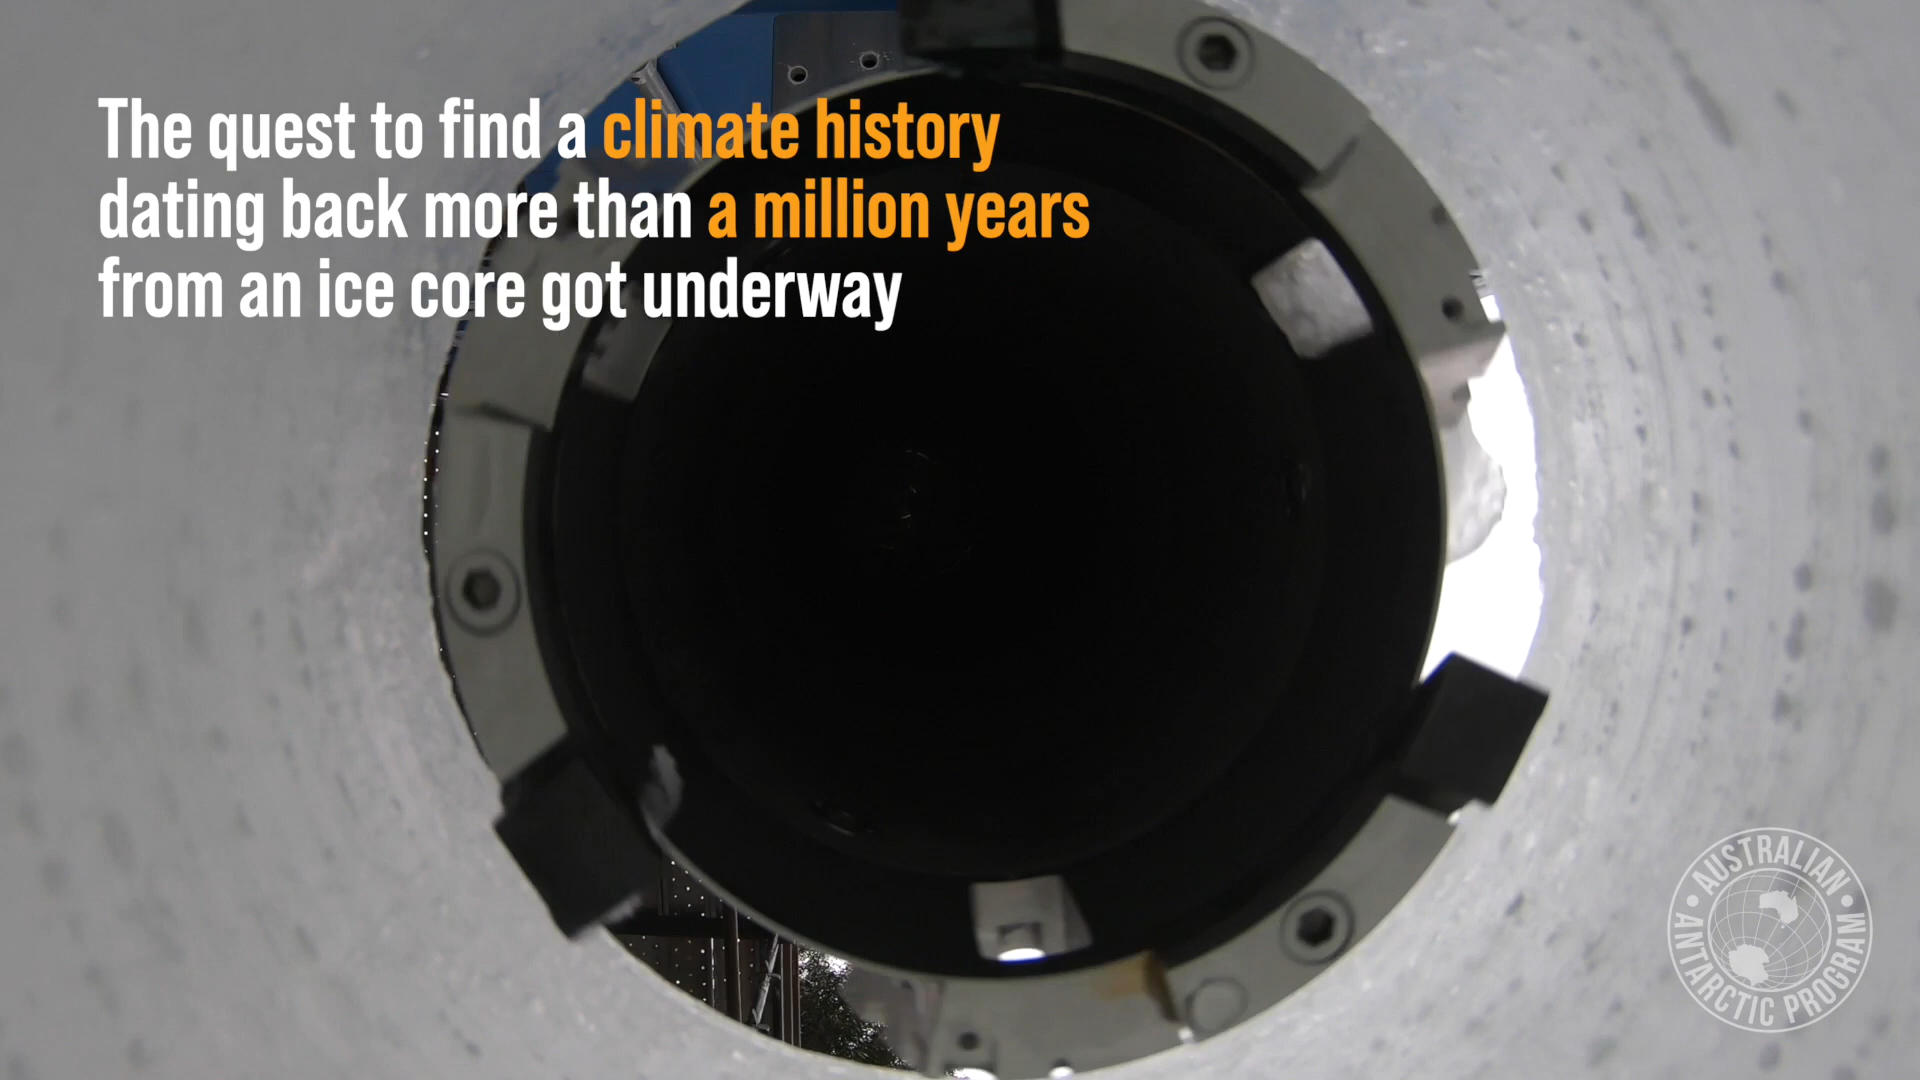 The quest to find a climate history
dating back more than a million years
from an ice core got underway
AUSTRALIAN
ANTARCTIC PROGRAM